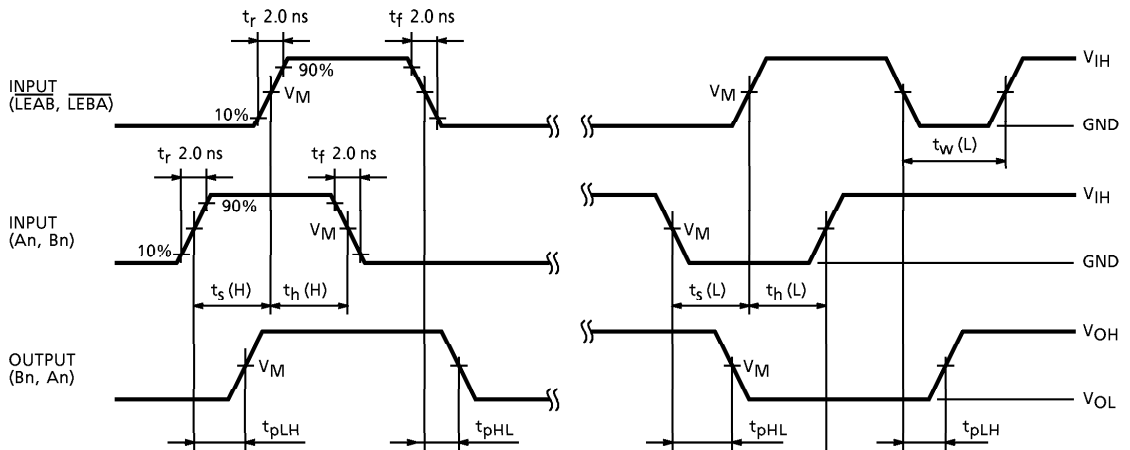 tr 2.0 ns
tf 2.0 ns
INPUT
(LEAB, LEBA)
10%
90%
VM
VM
VIH
GND
tw (L)
tr 2.0 ns
tf 2.0 ns
INPUT
(An, Bn)
10%
90%
VM
VM
VIH
GND
ts (H)
th (H)
ts (L)
th (L)
OUTPUT
(Bn, An)
VM
VM
VOH
VOL
tpLH
tpHL
tpHL
tpLH